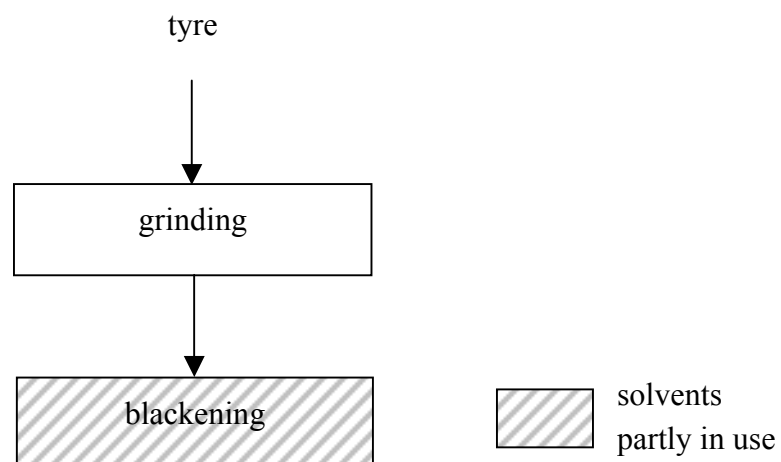 tyre
grinding
blackening
solvents
partly in use